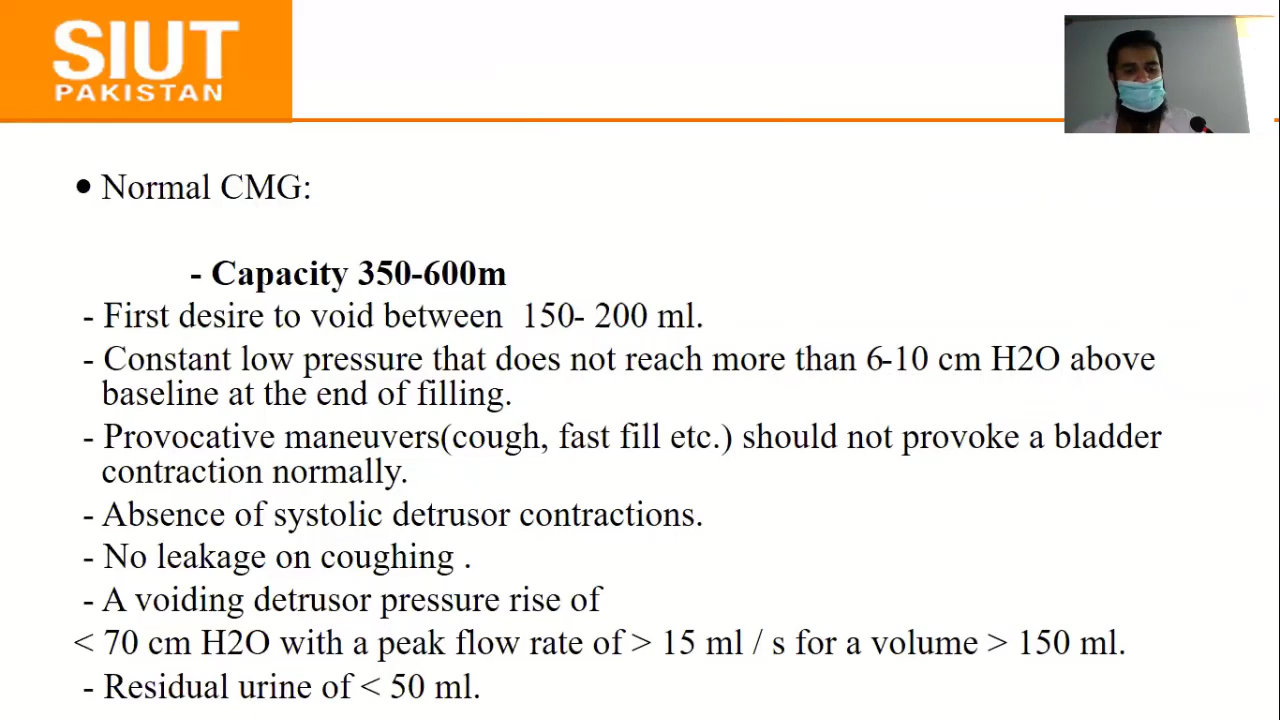 SIUT
PAKISTAN
• Normal CMG:
- Capacity 350-600m
- First desire to void between 150- 200 ml.
- Constant low pressure that does not reach more than 6-10 cm H2O above
baseline at the end of filling.
- Provocative maneuvers(cough, fast fill etc.) should not provoke a bladder
contraction normally.
- Absence of systolic detrusor contractions.
- No leakage on coughing .
- A voiding detrusor pressure rise of
< 70 cm H2O with a peak flow rate of > 15 ml / s for a volume > 150 ml.
- Residual urine of < 50 ml.